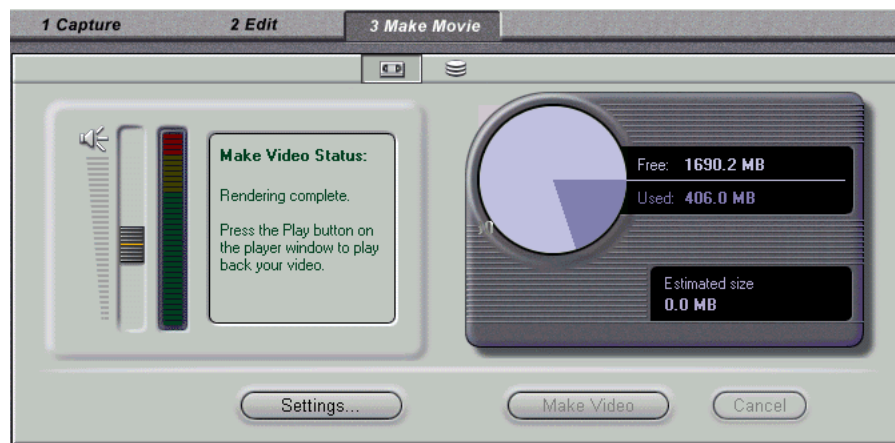 1 Capture
2 Edit
3 Make Movie
Make Video Status:
Rendering complete.
Press the Play button on
the player window to play
back your video.
Free: 1690.2 MB
Used: 406.0 MB
Estimated size
0.0 MB
Settings...
Make Video
Cancel